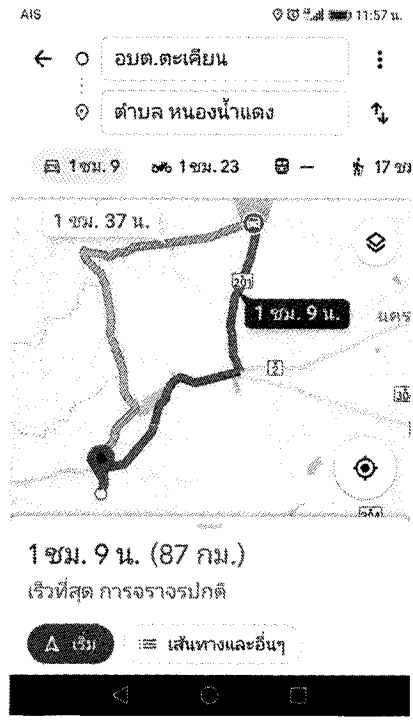 AIS 11:57 น.
อบต.ตะเคียน
ตำบล หนองน้ำแดง
1 ชม. 9 1 ชม. 23 — 17 ชม
1 ชม. 37 น.
201
1 ชม. 9 น.
นคร
2
1 ชม. 9 น. (87 กม.)
เร็วที่สุด การจราจรปกติ
เริ่ม เส้นทางและอื่นๆ